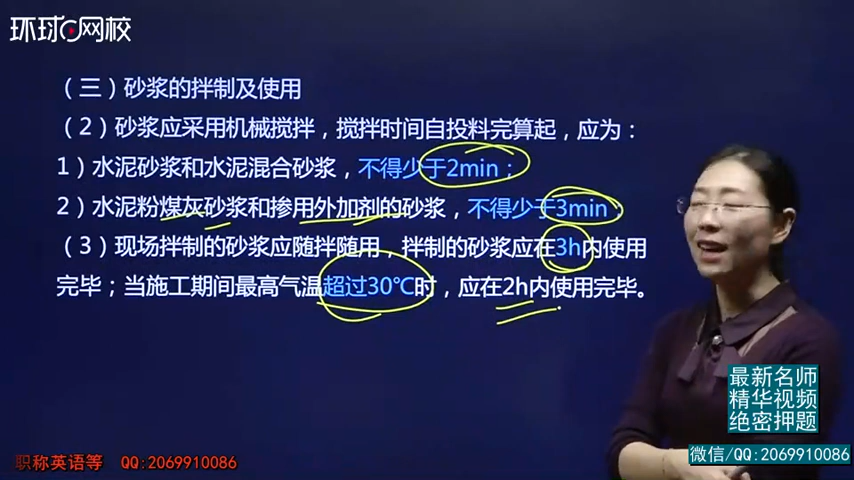 环球网校
(三)砂浆的拌制及使用
(2)砂浆应采用机械搅拌，搅拌时间自投料完算起，应为：
1）水泥砂浆和水泥混合砂浆，不得少于2min；
2）水泥粉煤灰砂浆和掺用外加剂的砂浆，不得少于3min；
(3)现场拌制的砂浆应随拌随用，拌制的砂浆应在3h内使用
完毕；当施工期间最高气温超过30℃时，应在2h内使用完毕。
最新名师
精华视频
绝密押题
微信/QQ:2069910086
职称英语等 QQ:2069910086